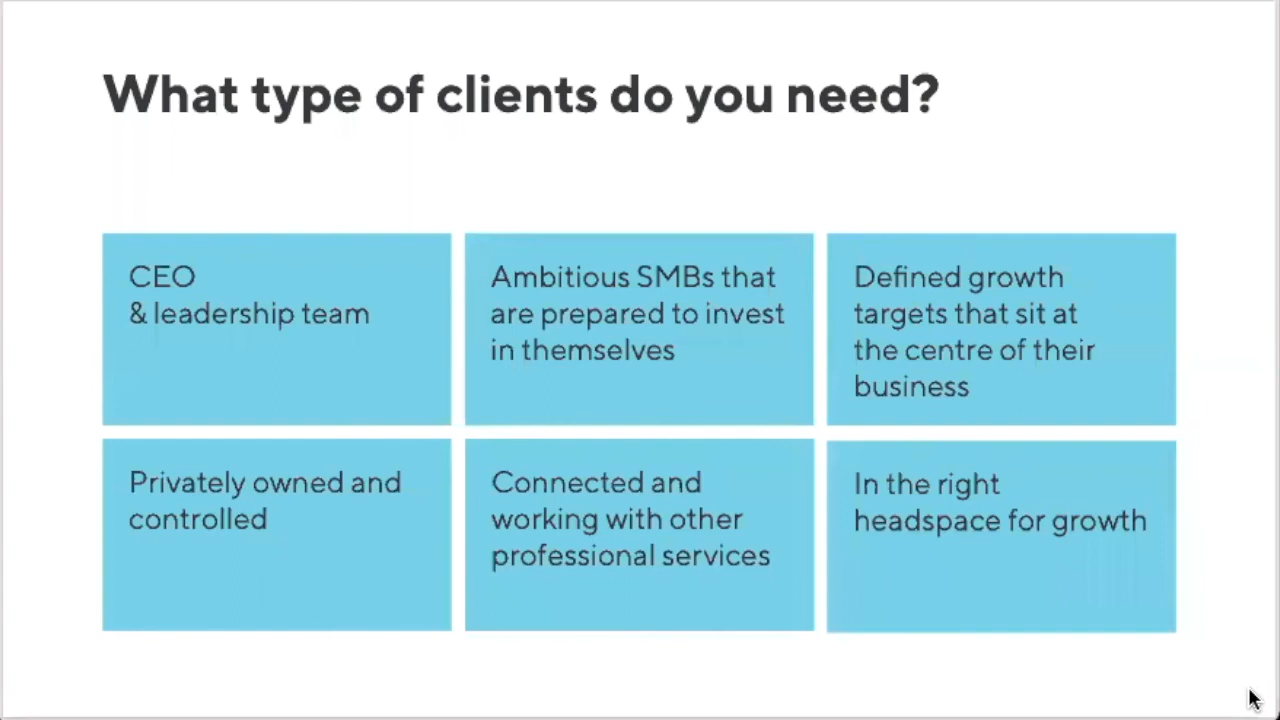 What type of clients do you need?
CEO
& leadership team
Ambitious SMBs that
are prepared to invest
in themselves
Defined growth
targets that sit at
the centre of their
business
Privately owned and
controlled
Connected and
working with other
professional services
In the right
headspace for growth